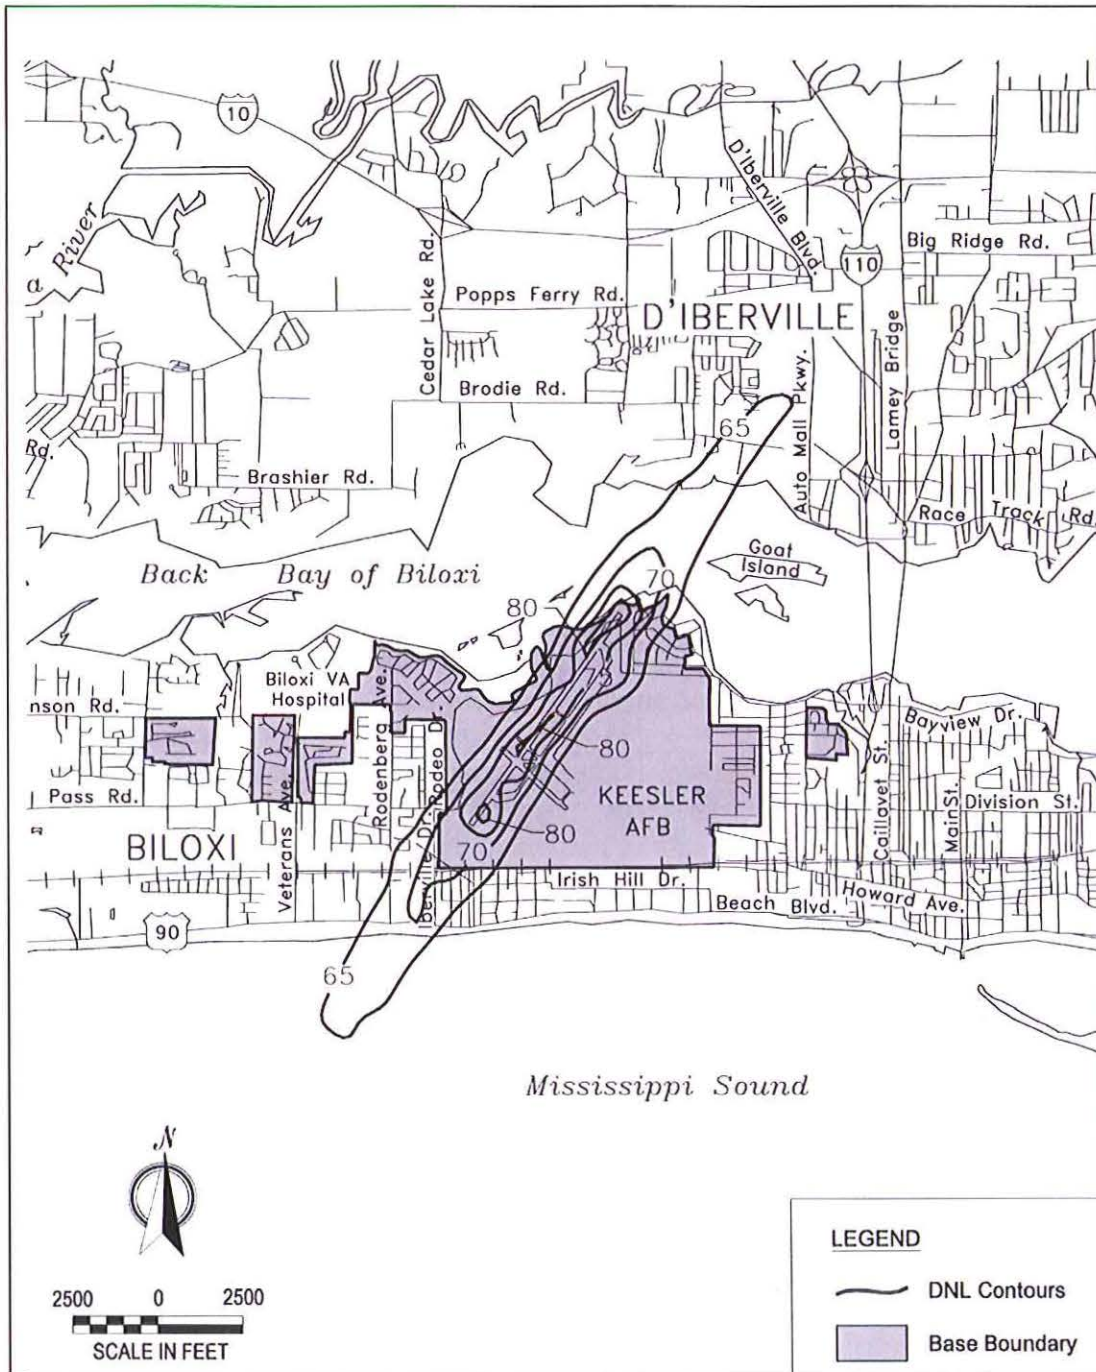 10
River
a
D'Iberville Blvd.
Big Ridge Rd.
110
Cedar Lake Rd.
Popps Ferry Rd.
D'IBERVILLE
Lamey Bridge
Brodie Rd.
Auto Mall Pkwy.
65
Rd.
Brashier Rd.
Race Track Rd.
Goat
Island
Back Bay of Biloxi
70
80
Biloxi VA
Hospital
nson Rd.
Rodenberg Ave.
Rodeo Dr.
Bayview Dr.
80
Pass Rd.
Veterans Ave.
KEESLER
AFB
Caillavet St.
Main St.
Division St.
80
BILOXI
70
Iberville Dr.
Irish Hill Dr.
Howard Ave.
Beach Blvd.
90
65
Mississippi Sound
N
2500 0 2500
SCALE IN FEET
LEGEND
DNL Contours
Base Boundary